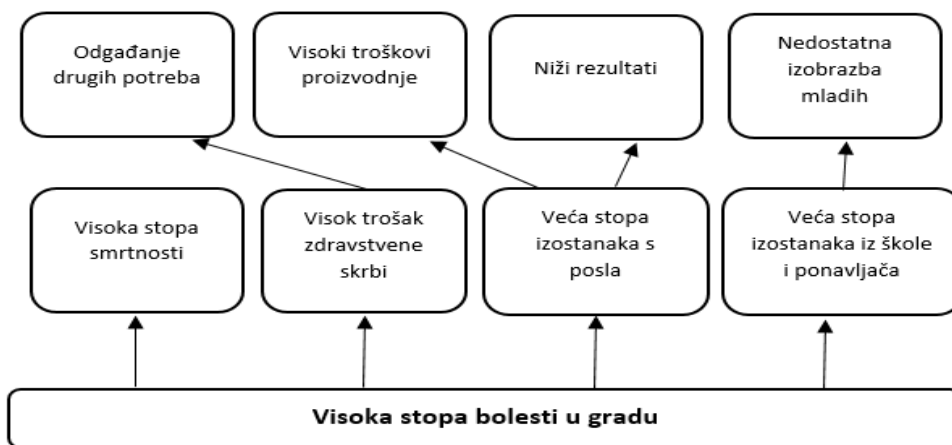 Odgađanje
drugih potreba
Visoki troškovi
proizvodnje
Niži rezultati
Nedostatna
izobrazba
mladih
Visoka stopa
smrtnosti
Visok trošak
zdravstvene
skrbi
Veća stopa
izostanaka s
posla
Veća stopa
izostanaka iz škole
i ponavljača
Visoka stopa bolesti u gradu